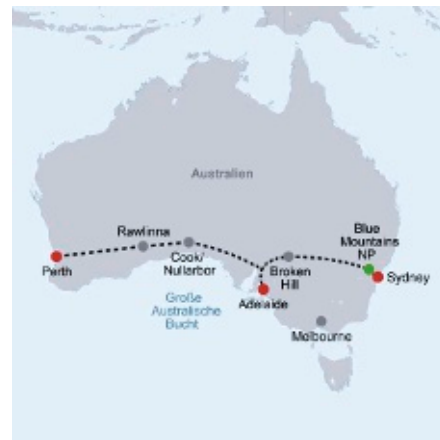 Australien
Blue
Mountains
NP
Rawlinna
Cook/
Nullarbor
Perth
Broken
Hill
Sydney
Adelaide
Große
Australische
Bucht
Melbourne